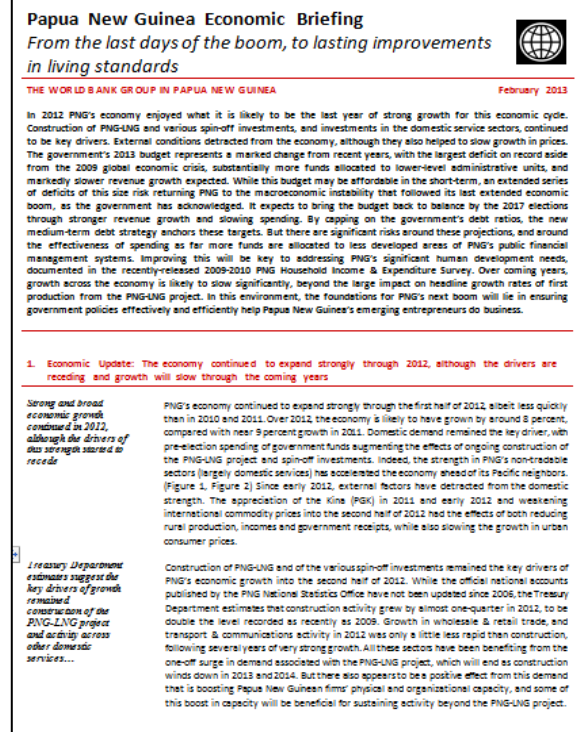 Papua New Guinea Economic Briefing
From the last days of the boom, to lasting improvements
in living standards
THE WORLD BANK GROUP IN PAPUA NEW GUINEA February 2013
In 2012 PNG's economy enjoyed what it is likely to be the last year of strong growth for this economic cycle.
Construction of PNG-LNG and various spin-off investments, and investments in the domestic service sectors, continued
to be key drivers. External conditions detracted from the economy, although they also helped to slow growth in prices.
The government's 2013 budget represents a marked change from recent years, with the largest deficit on record aside
from the 2009 global economic crisis, substantially more funds allocated to lower-level administrative units, and
markedly slower revenue growth expected. While this budget may be affordable in the short-term, an extended series
of deficits of this size risk returning PNG to the macroeconomic instability that followed its last extended economic
boom, as the government has acknowledged. It expects to bring the budget back to balance by the 2017 elections
through stronger revenue growth and slowing spending. By capping on the government's debt ratios, the new
medium-term debt strategy anchors these targets. But there are significant risks around these projections, and around
the effectiveness of spending as far more funds are allocated to less developed areas of PNG's public financial
management systems. Improving this will be key to addressing PNG's significant human development needs,
documented in the recently-released 2009-2010 PNG Household Income & Expenditure Survey. Over coming years,
growth across the economy is likely to slow significantly, beyond the large impact on headline growth rates of first
production from the PNG-LNG project. In this environment, the foundations for PNG's next boom will lie in ensuring
government policies effectively and efficiently help Papua New Guinea's emerging entrepreneurs do business.
1. Economic Update: The economy continued to expand strongly through 2012, although the drivers are
receding and growth will slow through the coming years
Strong and broad
economic growth
continued in 2012,
although the drivers of
this strength started to
recede
PNG's economy continued to expand strongly through the first half of 2012, albeit less quickly
than in 2010 and 2011. Over 2012, the economy is likely to have grown by around 8 percent,
compared with near 9 percent growth in 2011. Domestic demand remained the key driver, with
pre-election spending of government funds augmenting the effects of ongoing construction of
the PNG-LNG project and spin-off investments. Indeed, the strength in PNG's non-tradable
sectors (largely domestic services) has accelerated the economy ahead of its Pacific neighbors.
(Figure 1, Figure 2) Since early 2012, external factors have detracted from the domestic
strength. The appreciation of the Kina (PGK) in 2011 and early 2012 and weakening
international commodity prices into the second half of 2012 had the effects of both reducing
rural production, incomes and government receipts, while also slowing the growth in urban
consumer prices.
Treasury Department
estimates suggest the
key drivers of growth
remained
construction of the
PNG-LNG project
and activity across
other domestic
services...
Construction of PNG-LNG and of the various spin-off investments remained the key drivers of
PNG's economic growth into the second half of 2012. While the official national accounts
published by the PNG National Statistics Office have not been updated since 2006, the Treasury
Department estimates that construction activity grew by almost one-quarter in 2012, to be
double the level recorded as recently as 2009. Growth in wholesale & retail trade, and
transport & communications activity in 2012 was only a little less rapid than construction,
following several years of very strong growth. All these sectors have been benefiting from the
one-off surge in demand associated with the PNG-LNG project, which will end as construction
winds down in 2013 and 2014. But there also appears to be a positive effect from this demand
that is boosting Papua New Guinean firms' physical and organizational capacity, and some of
this boost in capacity will be beneficial for sustaining activity beyond the PNG-LNG project.